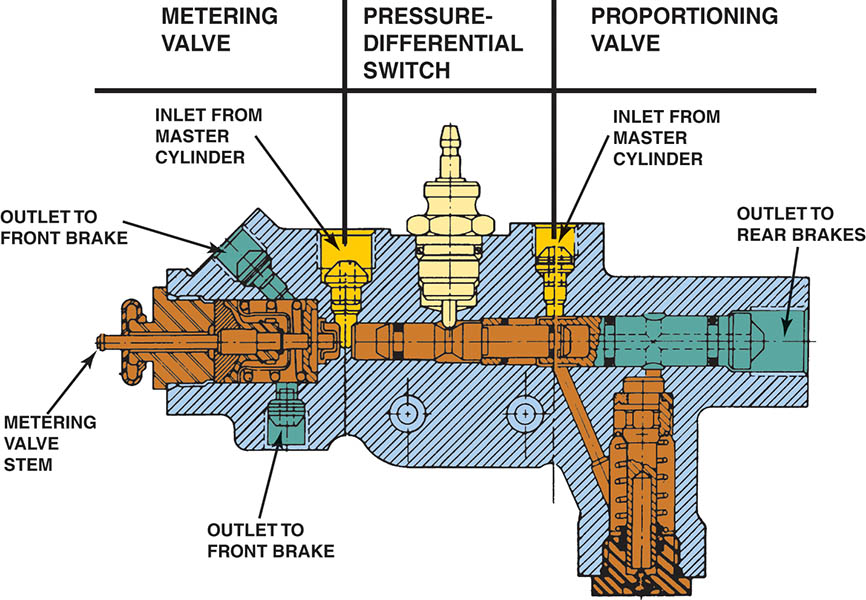 METERING
VALVE
PRESSURE-
DIFFERENTIAL
SWITCH
PROPORTIONING
VALVE
INLET FROM
MASTER
CYLINDER
INLET FROM
MASTER
CYLINDER
OUTLET TO
FRONT BRAKE
OUTLET TO
REAR BRAKES
METERING
VALVE
STEM
OUTLET TO
FRONT BRAKE